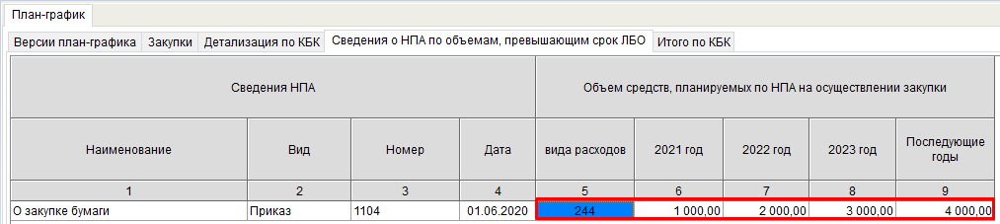 План-график
Версии план-графика Закупки Детализация по КБК Сведения о НПА по объемам, превышающим срок ЛБО Итого по КБК
Сведения НПА Объем средств, планируемых по НПА на осуществлении закупки
Наименование Вид Номер Дата вида расходов 2021 год 2022 год 2023 год Последующие годы
1 2 3 4 5 6 7 8 9
О закупке бумаги Приказ 1104 01.06.2020 244 1 000,00 2 000,00 3 000,00 4 000,00